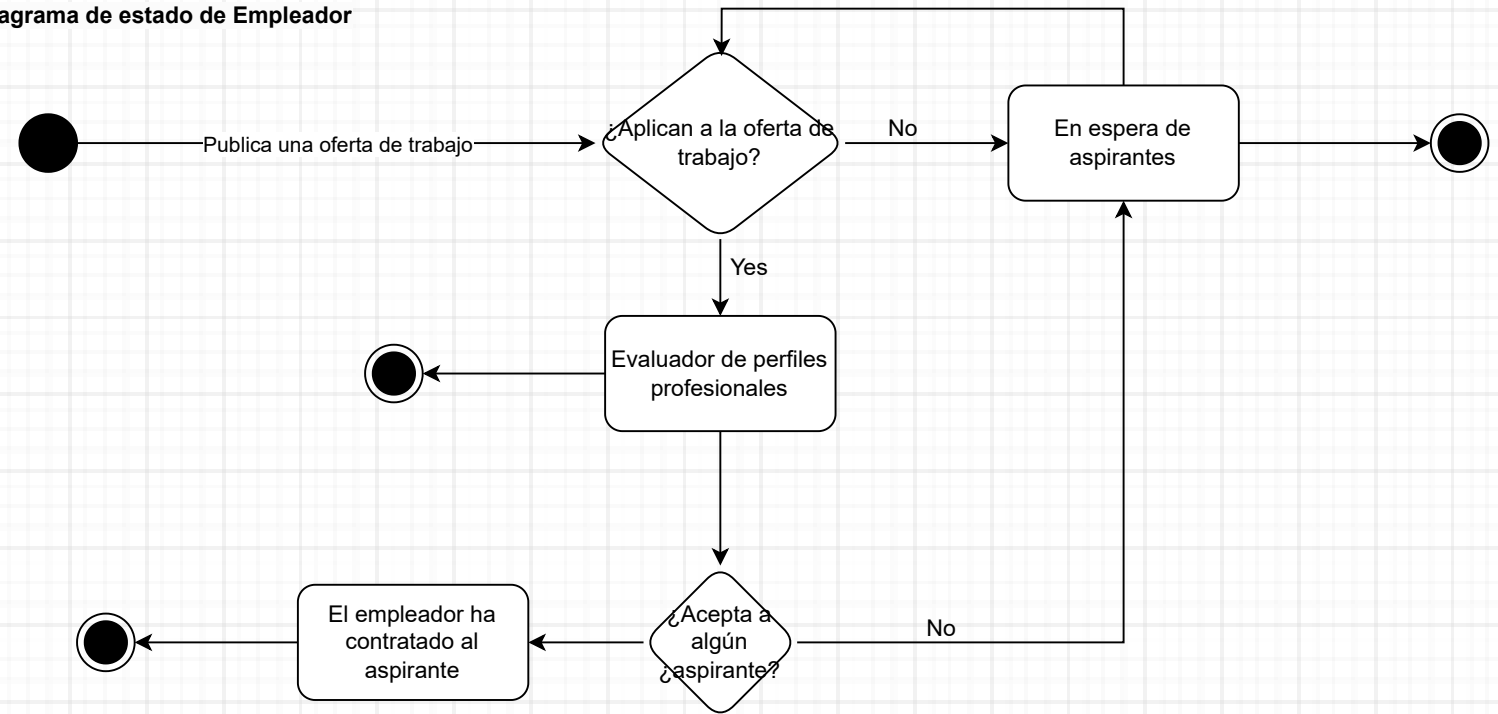 agrama de estado de Empleador
Publica una oferta de trabajo
¿Aplican a la oferta de
trabajo?
No
En espera de
aspirantes
Yes
Evaluador de perfiles
profesionales
¿Acepta a
algún
¿aspirante?
No
El empleador ha
contratado al
aspirante